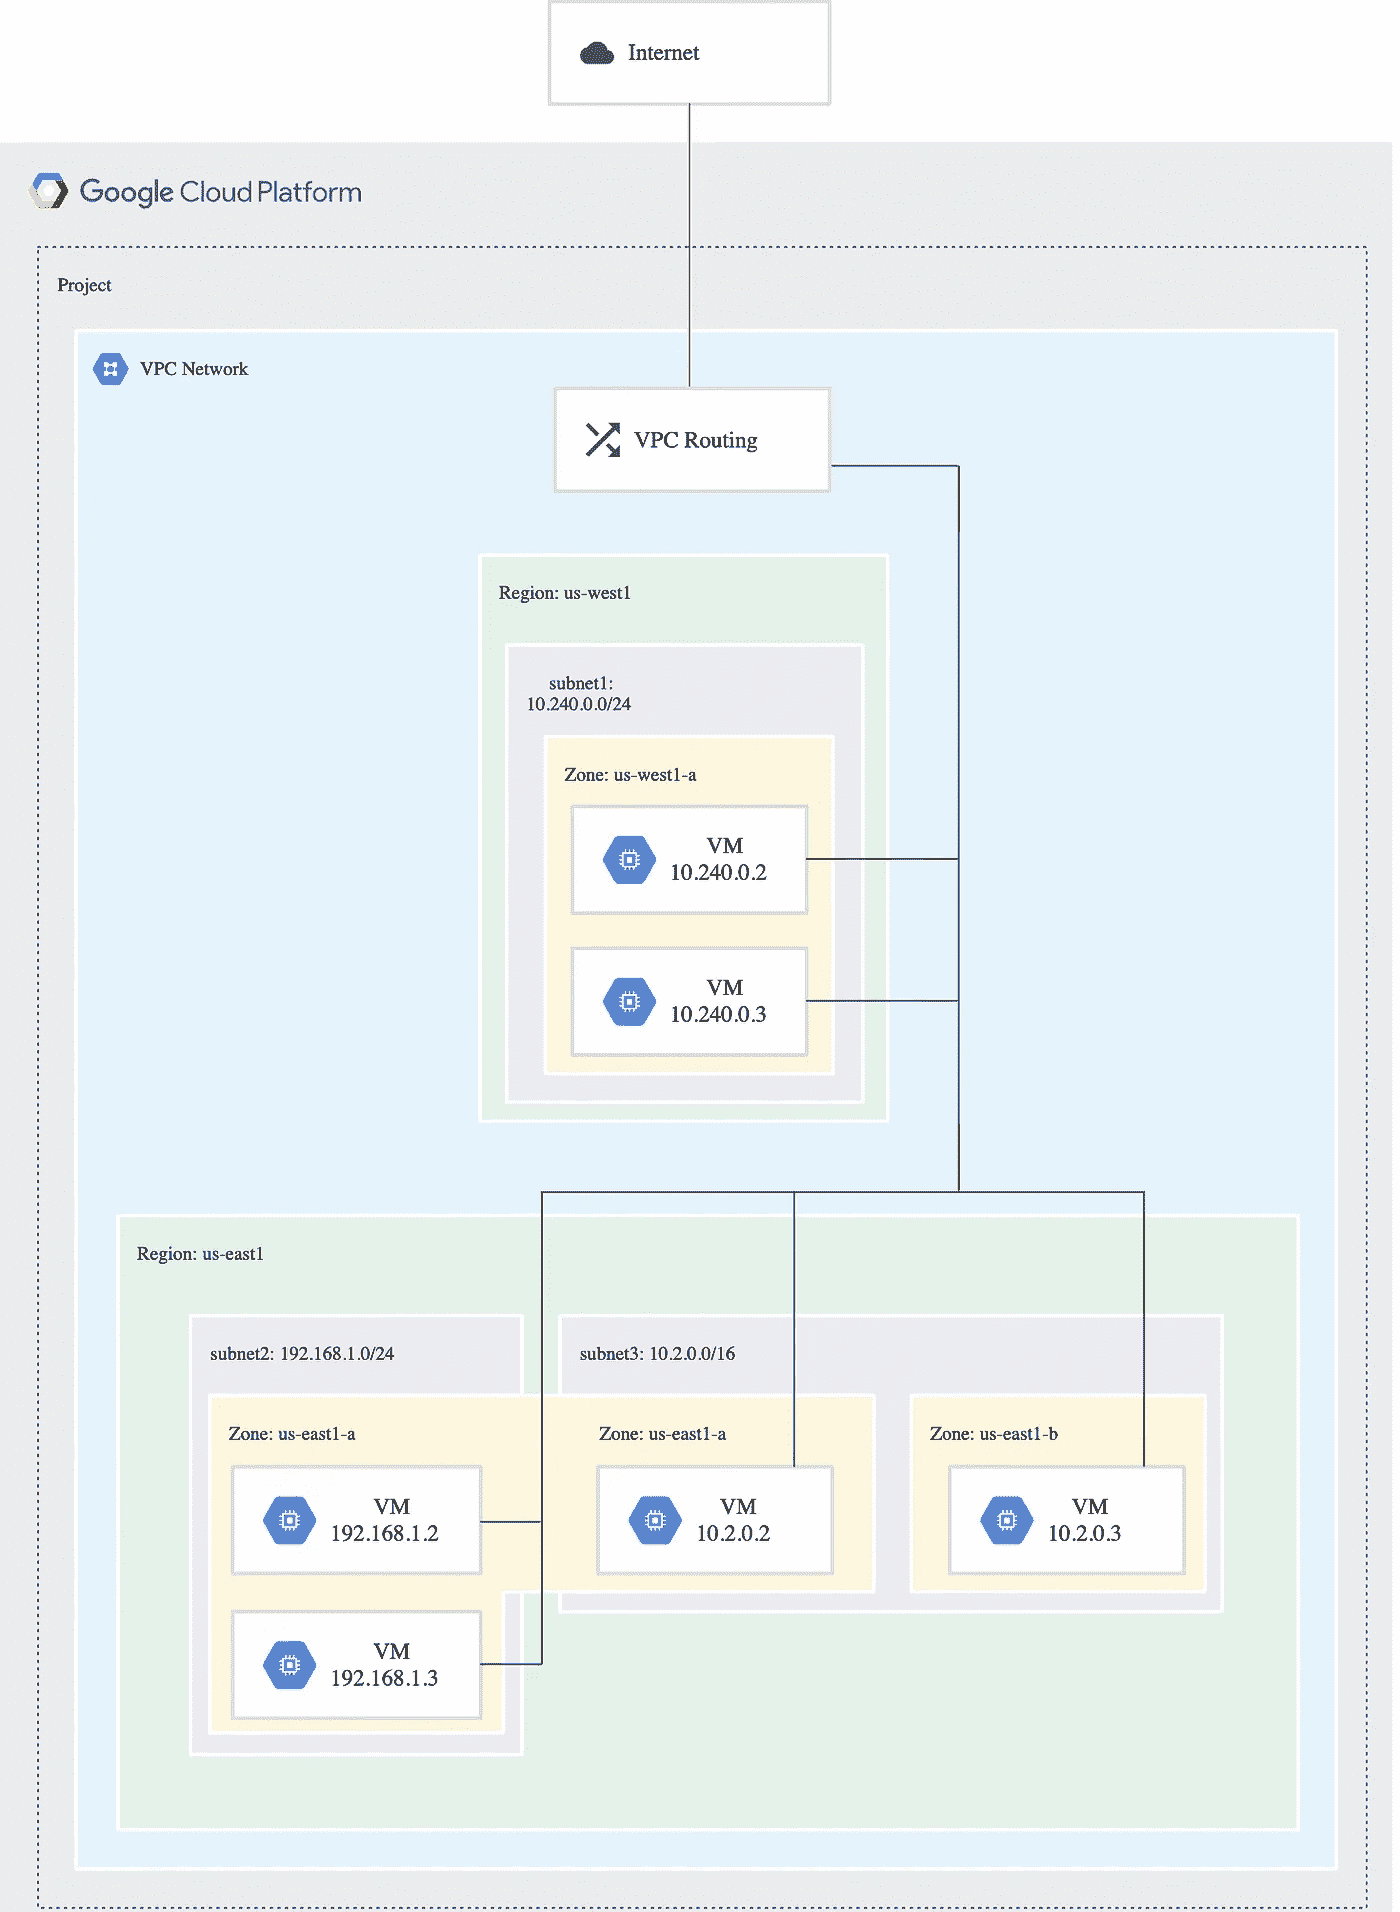 Internet
Google Cloud Platform
Project
VPC Network
VPC Routing
Region: us-west1
subnet1:
10.240.0.0/24
Zone: us-west1-a
VM
10.240.0.2
VM
10.240.0.3
Region: us-east1
subnet2: 192.168.1.0/24
subnet3: 10.2.0.0/16
Zone: us-east1-a
Zone: us-east1-a
Zone: us-east1-b
VM
192.168.1.2
VM
10.2.0.2
VM
10.2.0.3
VM
192.168.1.3